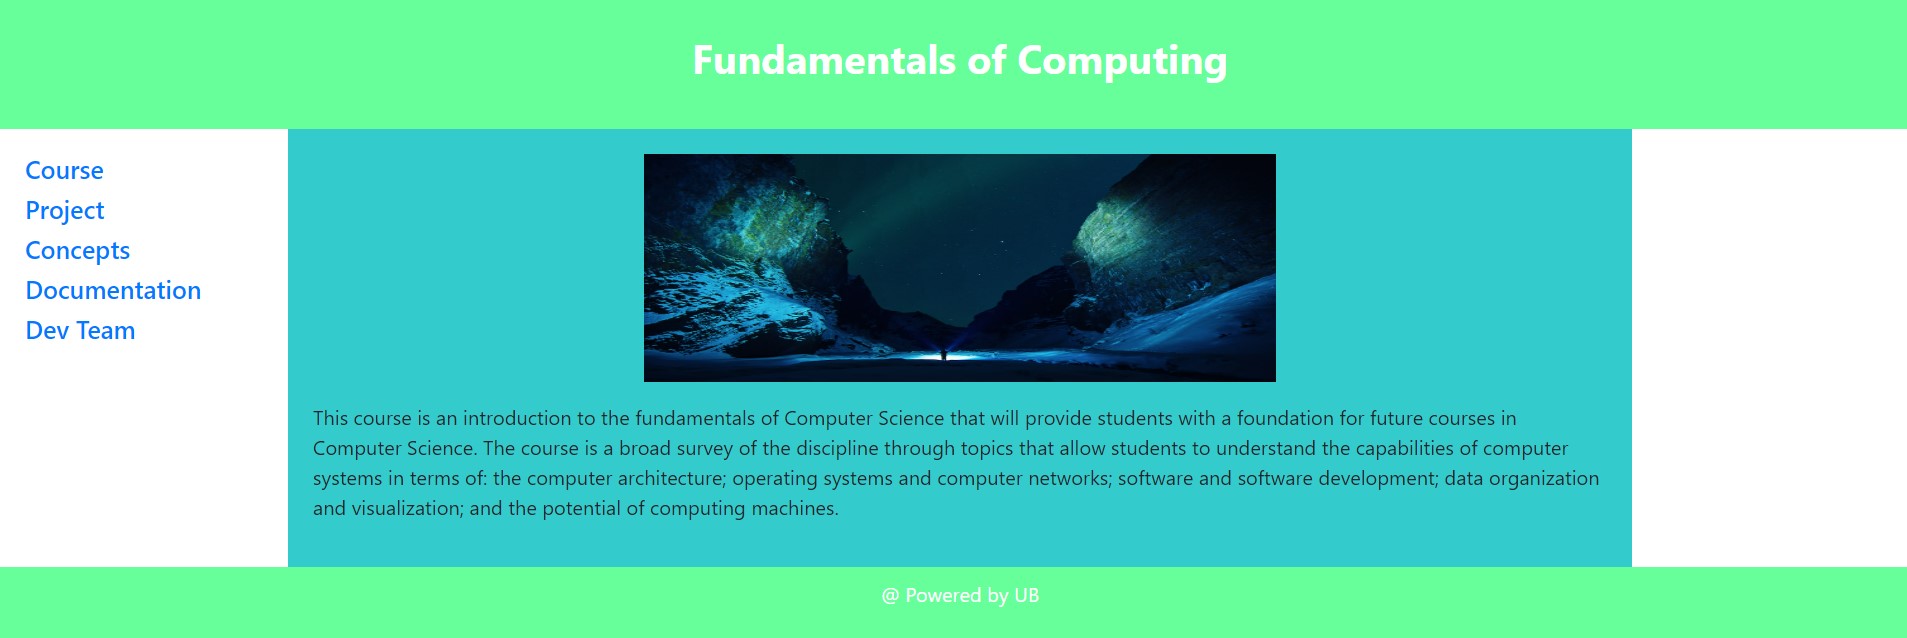 Fundamentals of Computing
Course
Project
Concepts
Documentation
Dev Team
This course is an introduction to the fundamentals of Computer Science that will provide students with a foundation for future courses in
Computer Science. The course is a broad survey of the discipline through topics that allow students to understand the capabilities of computer
systems in terms of: the computer architecture; operating systems and computer networks; software and software development; data organization
and visualization; and the potential of computing machines.
@ Powered by UB